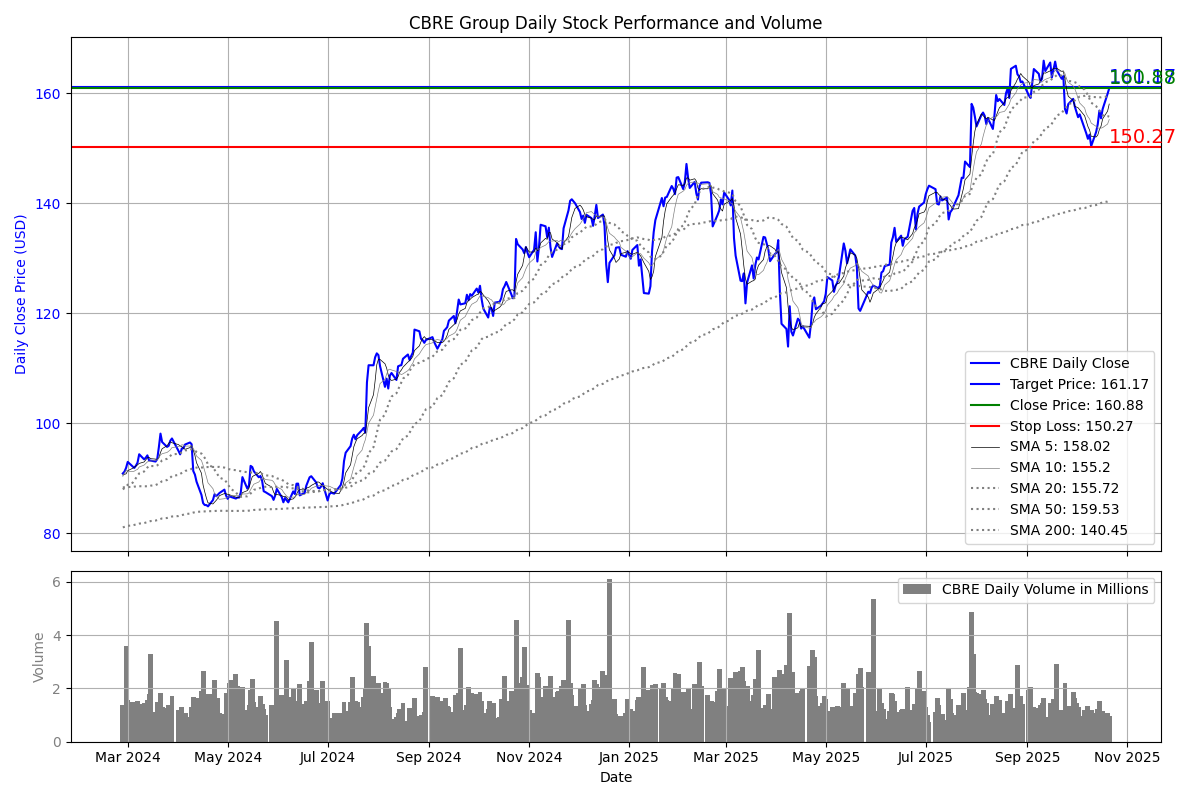 CBRE Group Daily Stock Performance and Volume
Daily Close Price (USD)
160
140
120
100
80
161.17
160.88
150.27
CBRE Daily Close
Target Price: 161.17
Close Price: 160.88
Stop Loss: 150.27
SMA 5: 158.02
SMA 10: 155.2
SMA 20: 155.72
SMA 50: 159.53
SMA 200: 140.45
Volume
6
4
2
0
CBRE Daily Volume in Millions
Mar 2024 May 2024 Jul 2024 Sep 2024 Nov 2024 Jan 2025 Mar 2025 May 2025 Jul 2025 Sep 2025 Nov 2025
Date